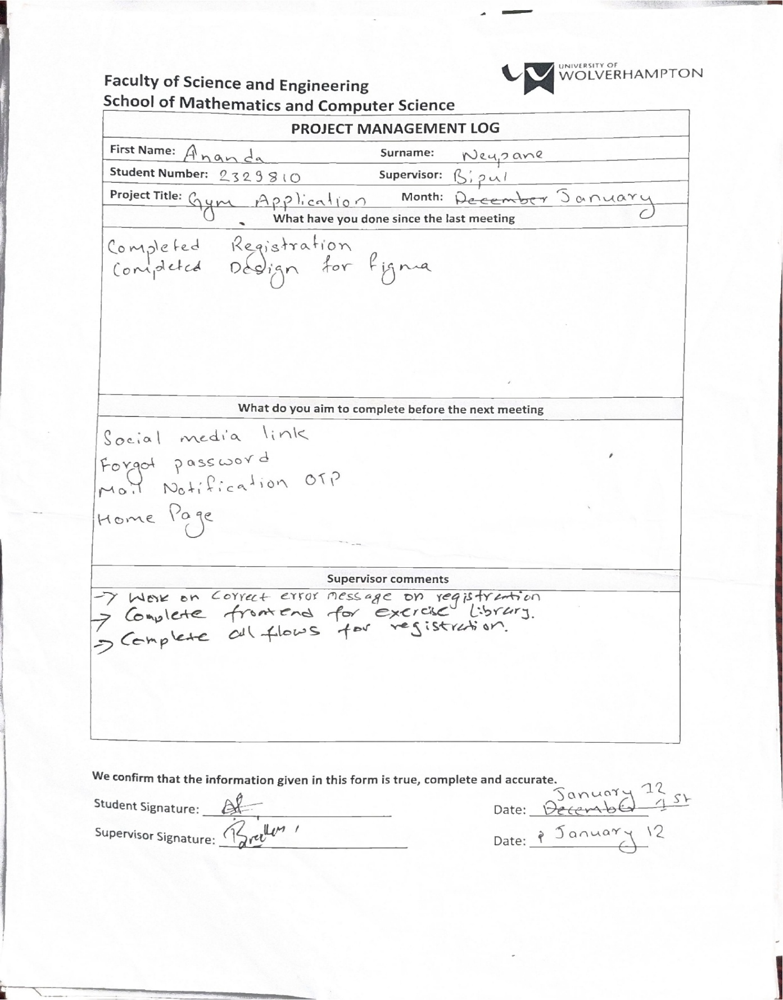 UNIVERSITY OF
WOLVERHAMPTON
Faculty of Science and Engineering
School of Mathematics and Computer Science
PROJECT MANAGEMENT LOG
First Name: Ananda Surname: Neupane
Student Number: 2329810 Supervisor: Bipul
Project Title: Gym Application Month: December January
What have you done since the last meeting
Completed Registration
Completed Design for Figma
What do you aim to complete before the next meeting
Social media link
Forgot password
Mail Notification OTP
Home Page
Supervisor comments
→ Work on correct error message on registration
→ Complete frontend for exercise library.
→ Complete all flows for registration.
We confirm that the information given in this form is true, complete and accurate.
January 12
Student Signature: Date: December 1st
Supervisor Signature: Date: January 12